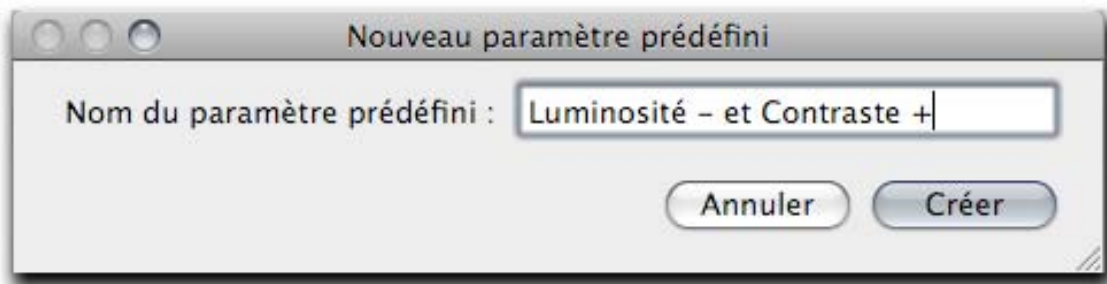 Nouveau paramètre prédéfini
Nom du paramètre prédéfini : Luminosité – et Contraste +
Annuler Créer